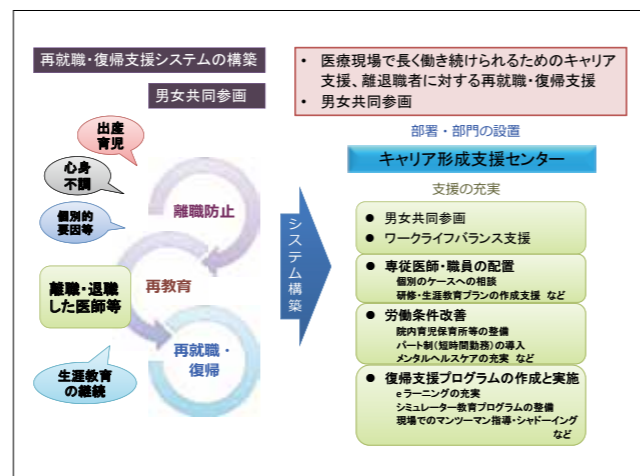 再就職・復帰支援システムの構築
男女共同参画
出産
育児
心身
不調
個別的
要因等
離職・退職
した医師等
生涯教育
の継続
離職防止
再教育
再就職・
復帰
システム構築
• 医療現場で長く働き続けられるためのキャリア
支援、離退職者に対する再就職・復帰支援
• 男女共同参画
部署・部門の設置
キャリア形成支援センター
支援の充実
● 男女共同参画
● ワークライフバランス支援
● 専従医師・職員の配置
個別のケースへの相談
研修・生涯教育プランの作成支援 など
● 労働条件改善
院内育児保育所等の整備
パート制(短時間勤務)の導入
メンタルヘルスケアの充実 など
● 復帰支援プログラムの作成と実施
eラーニングの充実
シミュレーター教育プログラムの整備
現場でのマンツーマン指導・シャドーイング
など